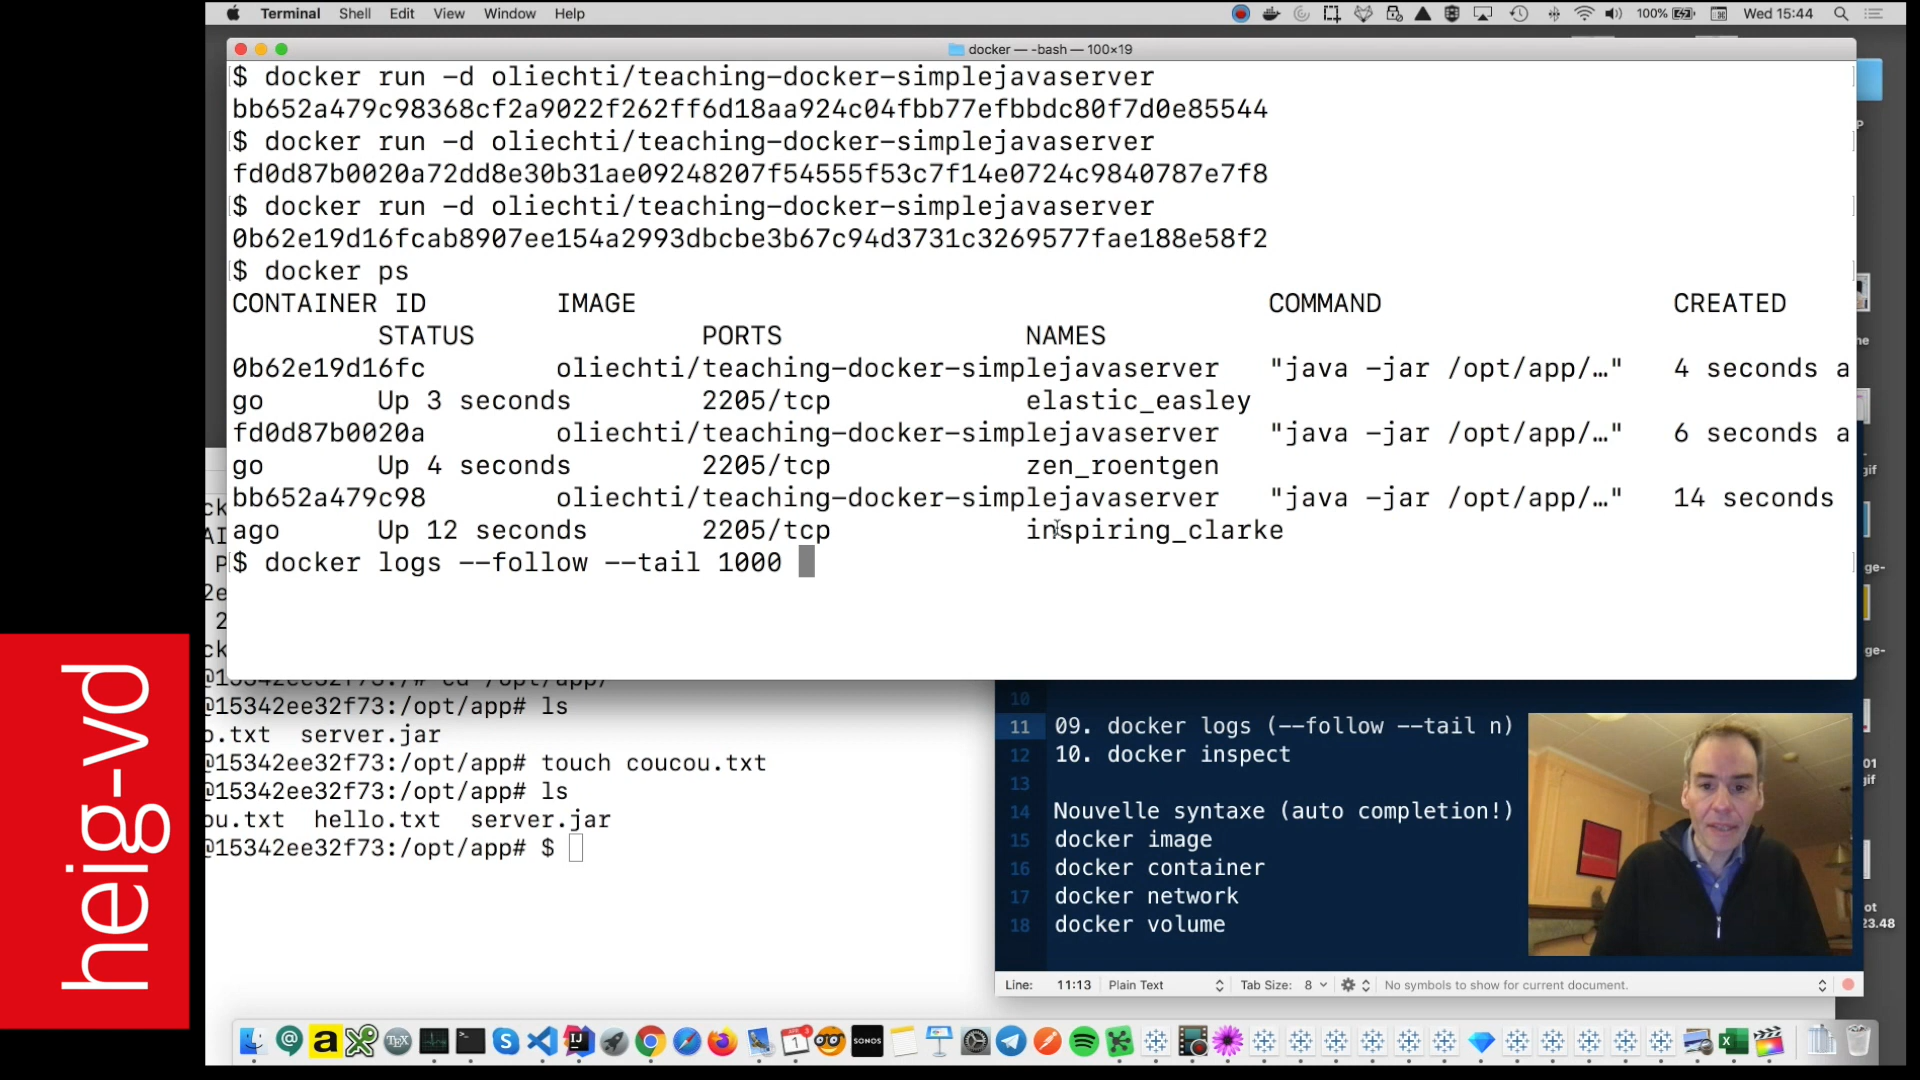 Terminal Shell Edit View Window Help 100% Wed 15:44
docker — -bash — 100×19
$ docker run -d oliechti/teaching-docker-simplejavaserver
bb652a479c98368cf2a9022f262ff6d18aa924c04fbb77efbbdc80f7d0e85544
$ docker run -d oliechti/teaching-docker-simplejavaserver
fd0d87b0020a72dd8e30b31ae09248207f54555f53c7f14e0724c9840787e7f8
$ docker run -d oliechti/teaching-docker-simplejavaserver
0b62e19d16fcab8907ee154a2993dbcbe3b67c94d3731c3269577fae188e58f2
$ docker ps
CONTAINER ID IMAGE COMMAND CREATED
STATUS PORTS NAMES
0b62e19d16fc oliechti/teaching-docker-simplejavaserver "java -jar /opt/app/…" 4 seconds a
go Up 3 seconds 2205/tcp elastic_easley
fd0d87b0020a oliechti/teaching-docker-simplejavaserver "java -jar /opt/app/…" 6 seconds a
go Up 4 seconds 2205/tcp zen_roentgen
bb652a479c98 oliechti/teaching-docker-simplejavaserver "java -jar /opt/app/…" 14 seconds
ago Up 12 seconds 2205/tcp inspiring_clarke
$ docker logs --follow --tail 1000
@15342ee32f73:/opt/app# ls
o.txt server.jar
@15342ee32f73:/opt/app# touch coucou.txt
@15342ee32f73:/opt/app# ls
ou.txt hello.txt server.jar
@15342ee32f73:/opt/app# $
10
11 09. docker logs (--follow --tail n)
12 10. docker inspect
13
14 Nouvelle syntaxe (auto completion!)
15 docker image
16 docker container
17 docker network
18 docker volume
Line: 11:13 Plain Text Tab Size: 8 No symbols to show for current document.
heig-vd
SONOS